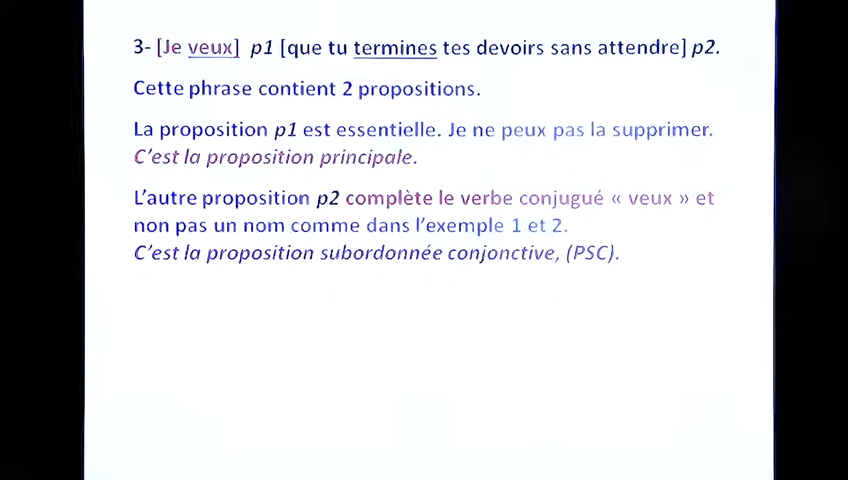 3- [Je veux] p1 [que tu termines tes devoirs sans attendre] p2.
Cette phrase contient 2 propositions.
La proposition p1 est essentielle. Je ne peux pas la supprimer.
C’est la proposition principale.
L’autre proposition p2 complète le verbe conjugué « veux » et
non pas un nom comme dans l’exemple 1 et 2.
C’est la proposition subordonnée conjonctive, (PSC).